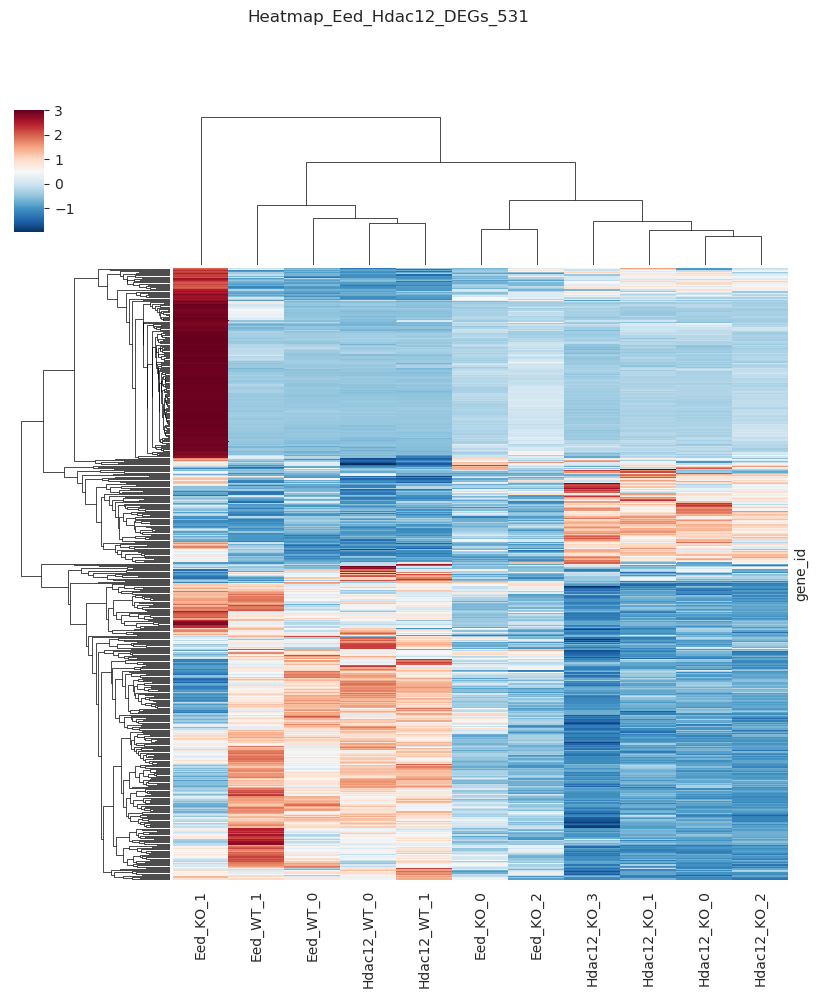 Heatmap_Eed_Hdac12_DEGs_531
3
2
1
0
−1
gene_id
Eed_KO_1
Eed_WT_1
Eed_WT_0
Hdac12_WT_0
Hdac12_WT_1
Eed_KO_0
Eed_KO_2
Hdac12_KO_3
Hdac12_KO_1
Hdac12_KO_0
Hdac12_KO_2